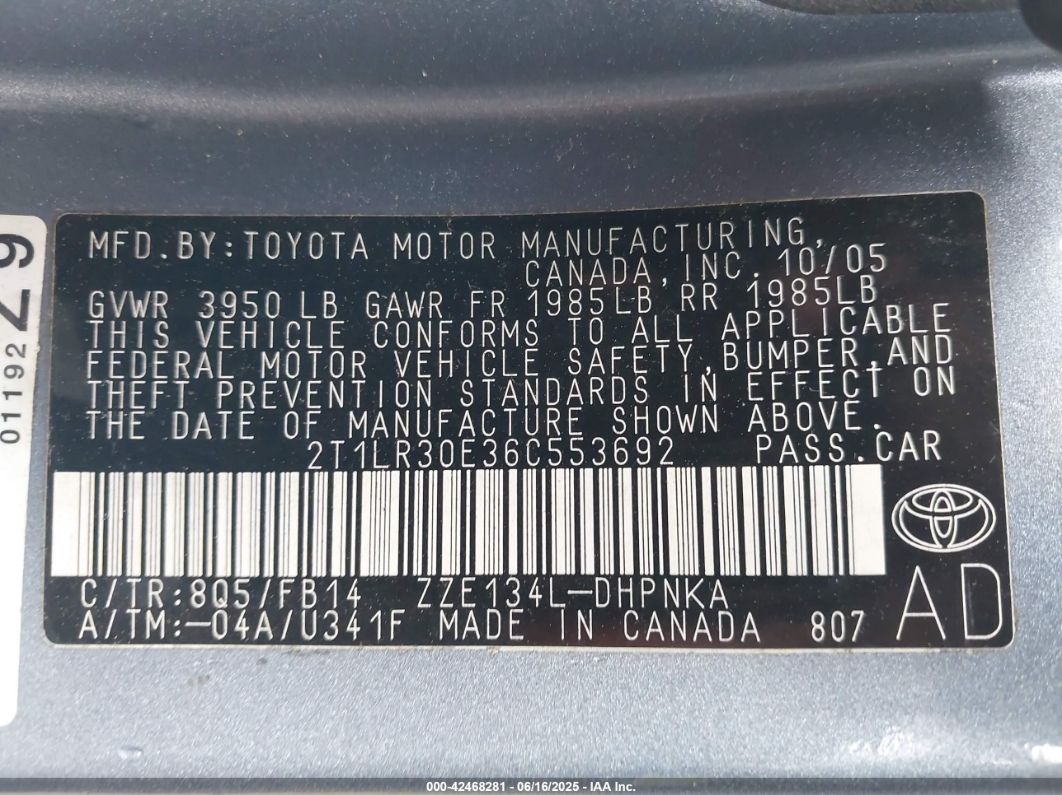 MFD.BY:TOYOTA MOTOR MANUFACTURING,
CANADA,INC. 10/05
GVWR 3950 LB GAWR FR 1985LB RR 1985LB
THIS VEHICLE CONFORMS TO ALL APPLICABLE
FEDERAL MOTOR VEHICLE SAFETY,BUMPER,AND
THEFT PREVENTION STANDARDS IN EFFECT ON
THE DATE OF MANUFACTURE SHOWN ABOVE.
2T1LR30E36C553692 PASS.CAR
C/TR:8Q5/FB14 ZZE134L-DHPNKA
A/TM:-04A/U341F MADE IN CANADA 807 AD
01192
000-42468281 - 06/16/2025 - IAA Inc.